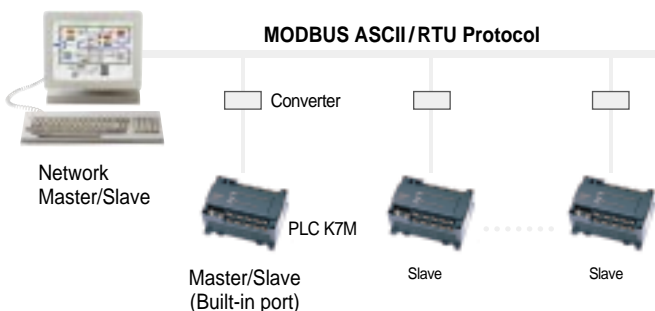 MODBUS ASCII/RTU Protocol
Converter
Network
Master/Slave
PLC K7M
Master/Slave
(Built-in port)
Slave
Slave